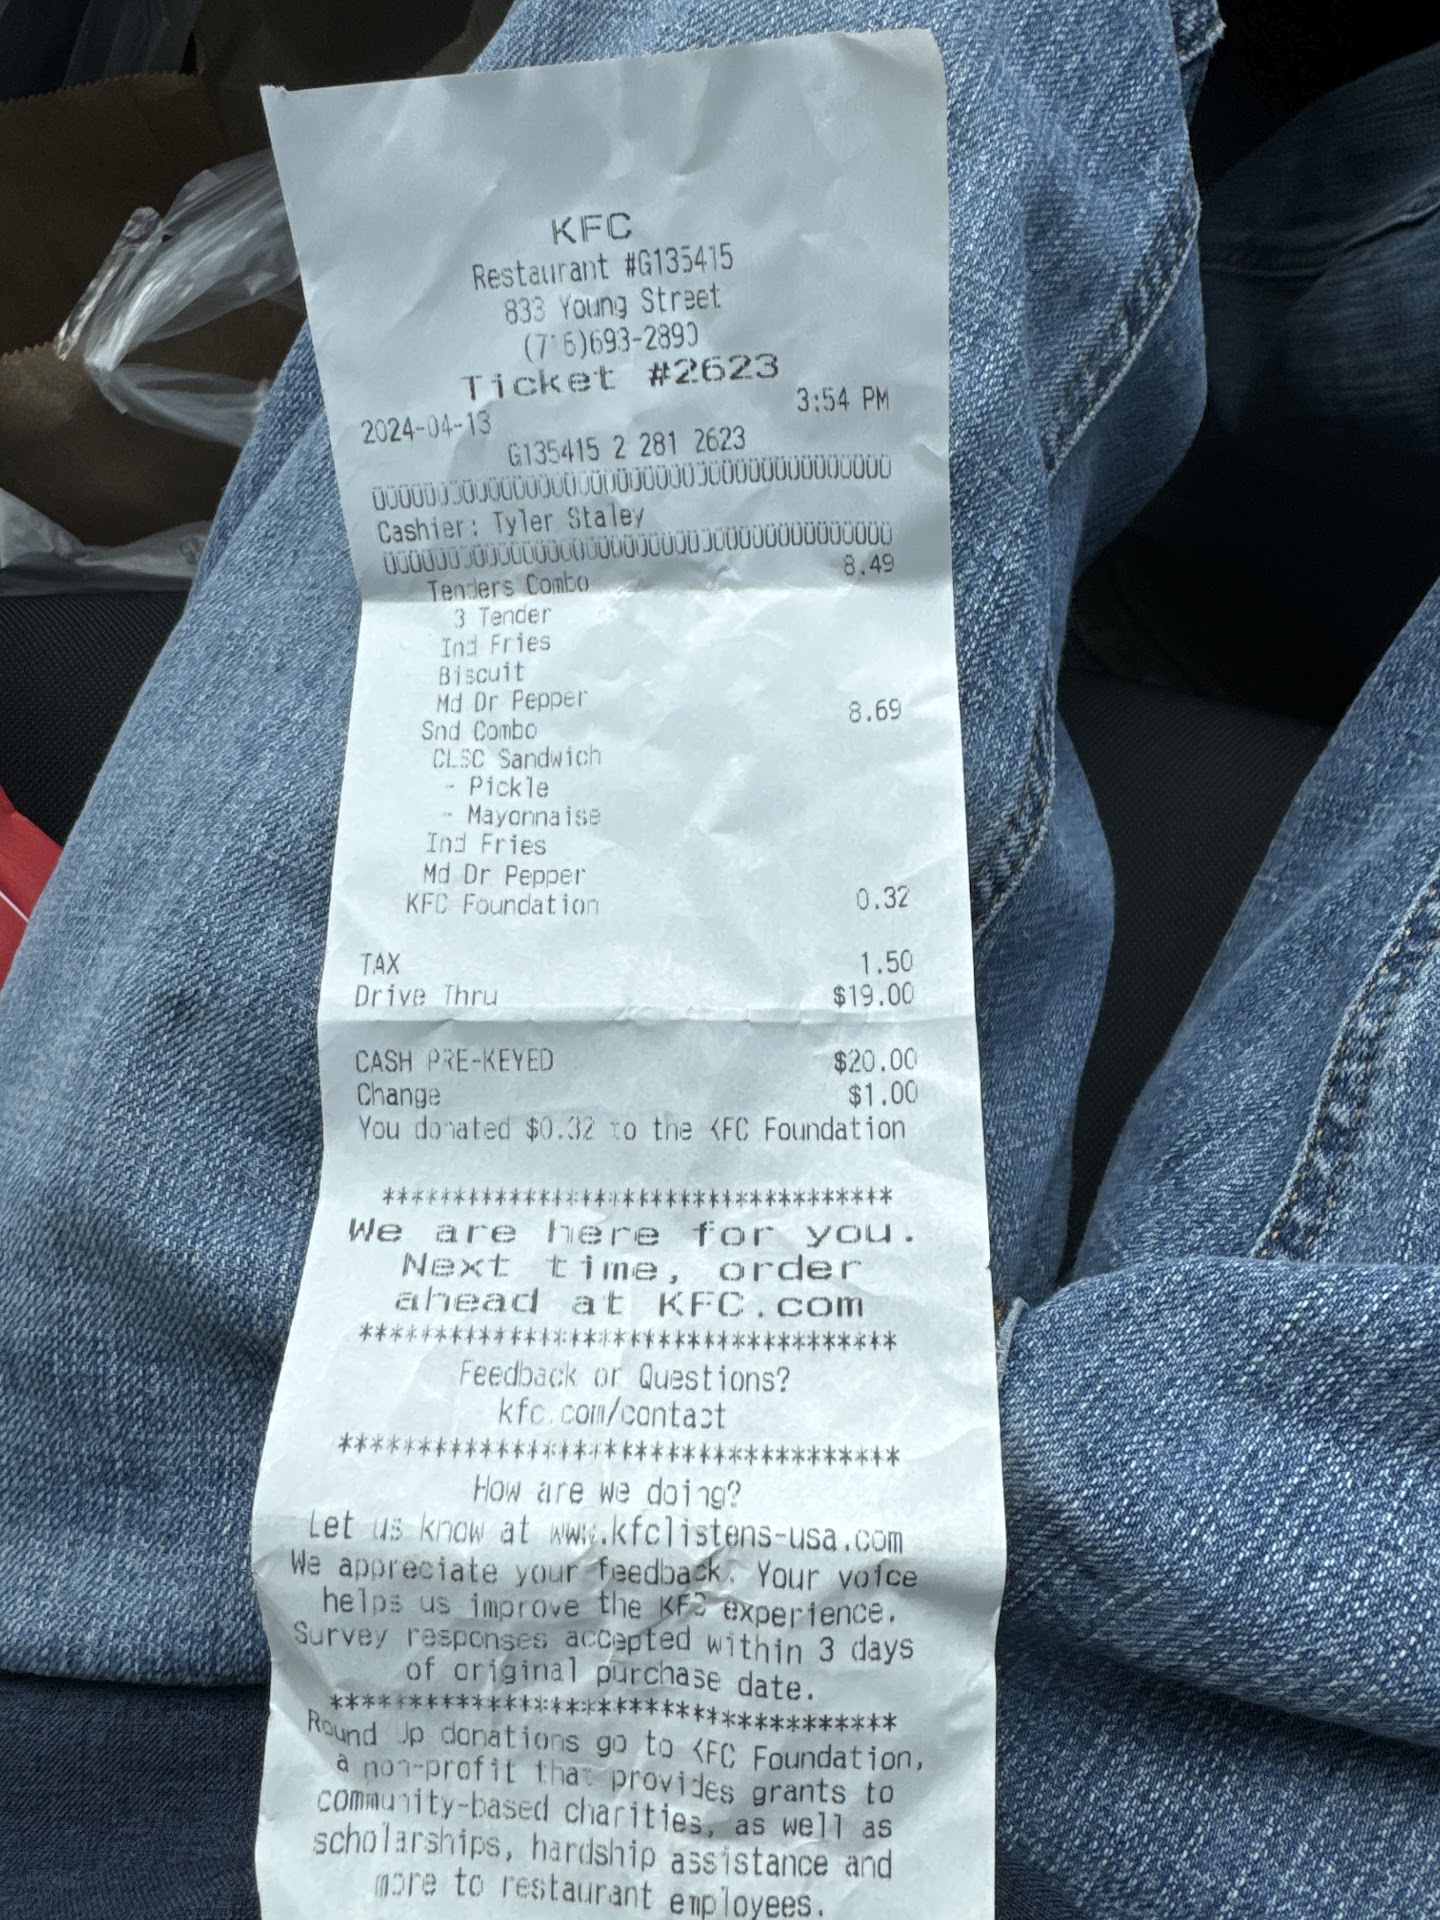 KFC
Restaurant #G135415
833 Young Street
(716)693-2890
Ticket #2623
2024-04-13 3:54 PM
G135415 2 281 2623
Cashier: Tyler Staley
Tenders Combo 8.49
3 Tender
Ind Fries
Biscuit
Md Dr Pepper
Snd Combo 8.69
CLSC Sandwich
- Pickle
- Mayonnaise
Ind Fries
Md Dr Pepper
KFC Foundation 0.32
TAX 1.50
Drive Thru $19.00
CASH PRE-KEYED $20.00
Change $1.00
You donated $0.32 to the KFC Foundation
***********************************
We are here for you.
Next time, order
ahead at KFC.com
***********************************
Feedback or Questions?
kfc.com/contact
***********************************
How are we doing?
Let us know at www.kfclistens-usa.com
We appreciate your feedback. Your voice
helps us improve the KFC experience.
Survey responses accepted within 3 days
of original purchase date.
***********************************
Round Up donations go to KFC Foundation,
a non-profit that provides grants to
community-based charities, as well as
scholarships, hardship assistance and
more to restaurant employees.